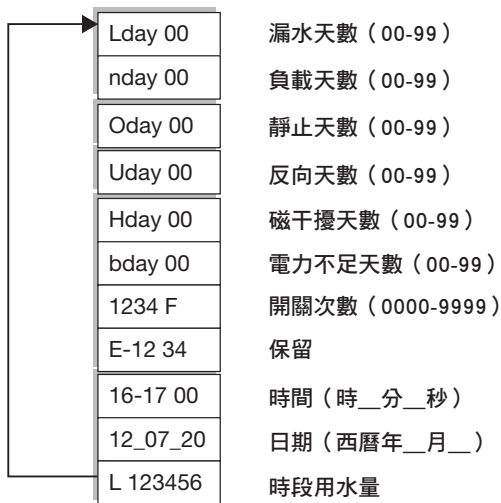 Lday 00 漏水天數（00-99）
nday 00 負載天數（00-99）
Oday 00 靜止天數（00-99）
Uday 00 反向天數（00-99）
Hday 00 磁干擾天數（00-99）
bday 00 電力不足天數（00-99）
1234 F 開關次數（0000-9999）
E-12 34 保留
16-17 00 時間（時__分__秒）
12_07_20 日期（西曆年__月__）
L 123456 時段用水量